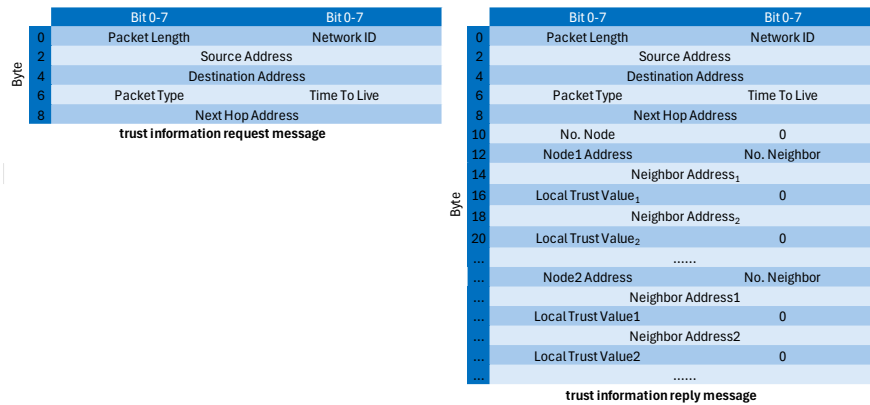 Bit 0-7 Bit 0-7
0 Packet Length Network ID
2 Source Address
4 Destination Address
6 Packet Type Time To Live
8 Next Hop Address
Byte
trust information request message
Bit 0-7 Bit 0-7
0 Packet Length Network ID
2 Source Address
4 Destination Address
6 Packet Type Time To Live
8 Next Hop Address
10 No. Node 0
12 Node1 Address No. Neighbor
14 Neighbor Address₁
16 Local Trust Value₁ 0
18 Neighbor Address₂
20 Local Trust Value₂ 0
... ......
... Node2 Address No. Neighbor
... Neighbor Address1
... Local Trust Value1 0
... Neighbor Address2
... Local Trust Value2 0
... ......
Byte
trust information reply message